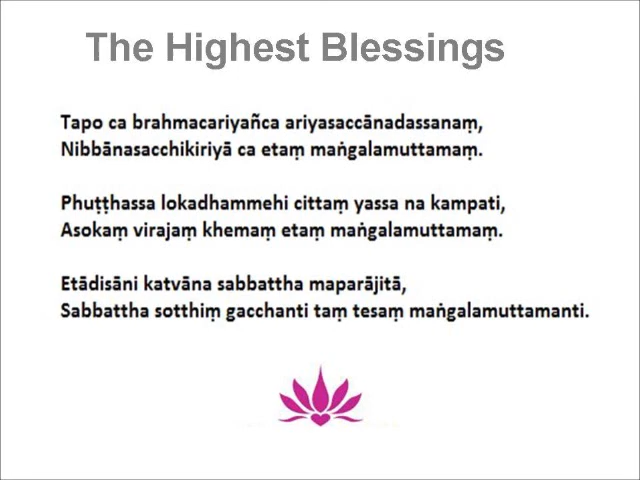 The Highest Blessings
Tapo ca brahmacariyañca ariyasaccānadassanaṃ,
Nibbānasacchikiriyā ca etaṃ maṅgalamuttamaṃ.
Phuṭṭhassa lokadhammehi cittaṃ yassa na kampati,
Asokaṃ virajaṃ khemaṃ etaṃ maṅgalamuttamaṃ.
Etādisāni katvāna sabbattha maparājitā,
Sabbattha sotthiṃ gacchanti taṃ tesaṃ maṅgalamuttamanti.